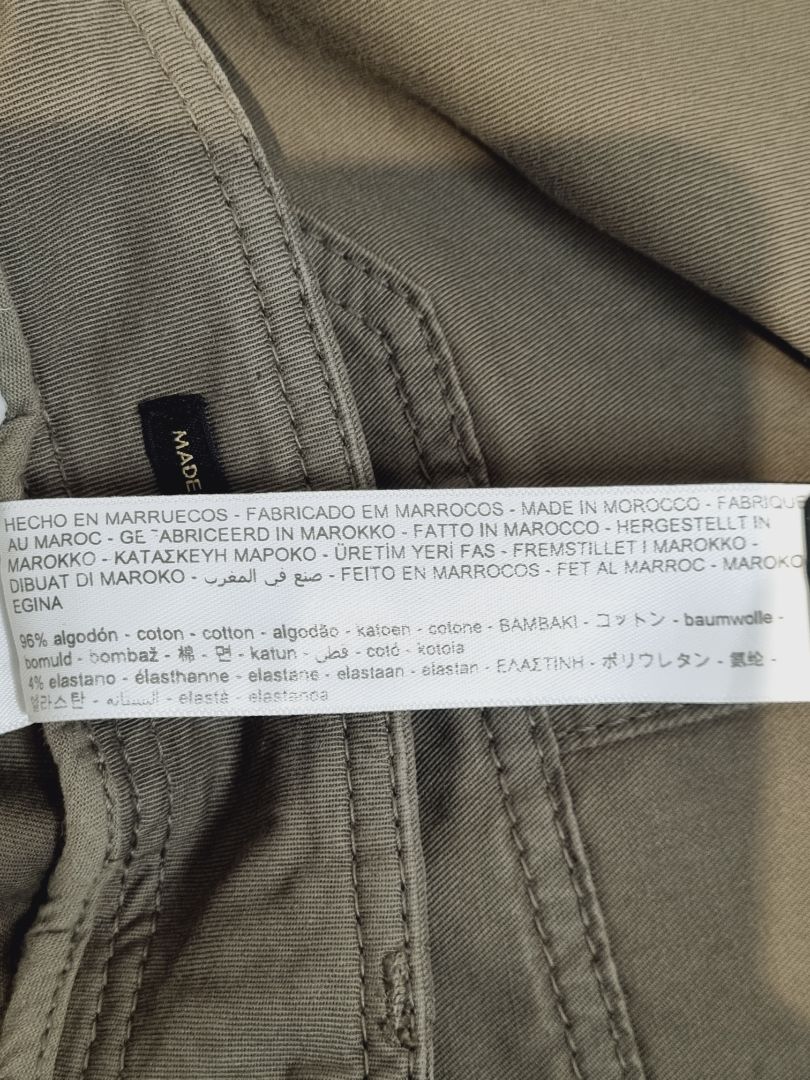 MADE
HECHO EN MARRUECOS - FABRICADO EM MARROCOS - MADE IN MOROCCO - FABRIQUE
AU MAROC - GE ̄ABRICEERD IN MAROKKO - FATTO IN MAROCCO - HERGESTELLT IN
MAROKKO - ΚΑΤΑΣΚΕΥΗ ΜΑΡΟΚΟ - ÜRETİM YERİ FAS - FREMSTILLET I MAROKKO -
DIBUAT DI MAROKO - صنع في المغرب - FEITO EN MARROCOS - FET AL MARROC - MAROKO
EGINA
96% algodón - coton - cotton - algodão - katoen - cotone - ΒΑΜΒΑΚΙ - コットン - baumwolle -
bomuld - bombaž - 棉 - 면 - katun - قطن - cotó - kotoia
4% elastano - élasthanne - elastane - elastaan - elastan - ΕΛΑΣΤΙΝΗ - ポリウレタン - 氨纶 -
엘라스탄 - البستانه - elastà - elastanoa